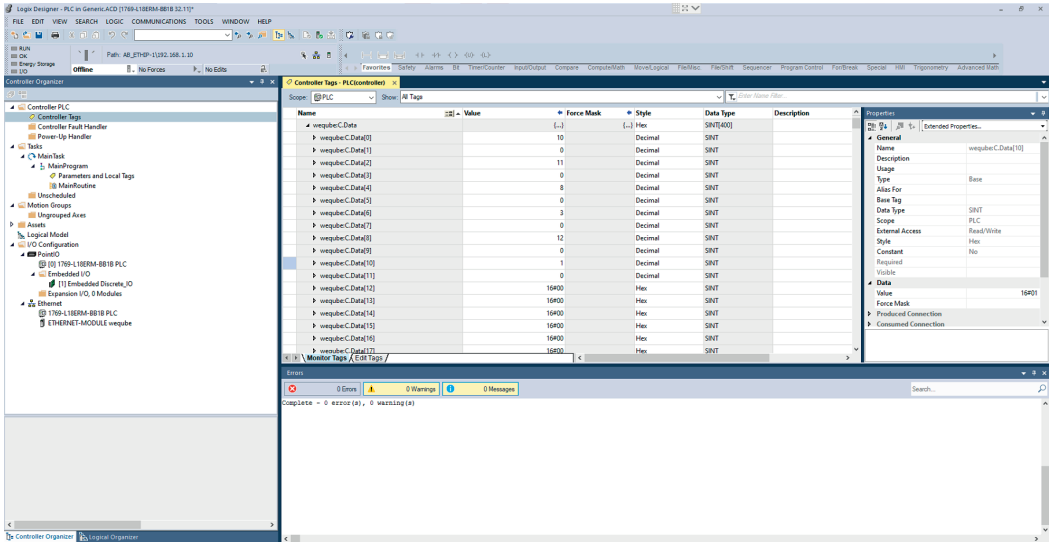 Logix Designer - PLC in Generic.ACD [1769-L18ERM-BB1B 32.11]*
FILE EDIT VIEW SEARCH LOGIC COMMUNICATIONS TOOLS WINDOW HELP
RUN
OK
Energy Storage
I/O
Path: AB_ETHIP-1\192.168.1.10
Offline No Forces No Edits
Favorites Safety Alarms Bit Timer/Counter Input/Output Compare Compute/Math Move/Logical File/Misc. File/Shift Sequencer Program Control For/Break Special HMI Trigonometry Advanced Math
Controller Organizer
Controller PLC
Controller Tags
Controller Fault Handler
Power-Up Handler
Tasks
MainTask
MainProgram
Parameters and Local Tags
MainRoutine
Unscheduled
Motion Groups
Ungrouped Axes
Assets
Logical Model
I/O Configuration
PointIO
[0] 1769-L18ERM-BB1B PLC
Embedded I/O
[1] Embedded Discrete_IO
Expansion I/O, 0 Modules
Ethernet
1769-L18ERM-BB1B PLC
ETHERNET-MODULE weqube
Controller Organizer Logical Organizer
Controller Tags - PLC(controller)
Scope: PLC Show: All Tags Enter Name Filter...
Name Value Force Mask Style Data Type Description
weqube:C.Data {...} {...} Hex SINT[400]
weqube:C.Data[0] 10 Decimal SINT
weqube:C.Data[1] 0 Decimal SINT
weqube:C.Data[2] 11 Decimal SINT
weqube:C.Data[3] 0 Decimal SINT
weqube:C.Data[4] 8 Decimal SINT
weqube:C.Data[5] 0 Decimal SINT
weqube:C.Data[6] 3 Decimal SINT
weqube:C.Data[7] 0 Decimal SINT
weqube:C.Data[8] 12 Decimal SINT
weqube:C.Data[9] 0 Decimal SINT
weqube:C.Data[10] 1 Decimal SINT
weqube:C.Data[11] 0 Decimal SINT
weqube:C.Data[12] 16#00 Hex SINT
weqube:C.Data[13] 16#00 Hex SINT
weqube:C.Data[14] 16#00 Hex SINT
weqube:C.Data[15] 16#00 Hex SINT
weqube:C.Data[16] 16#00 Hex SINT
weqube:C.Data[17] 16#00 Hex SINT
Monitor Tags Edit Tags
Properties
Extended Properties...
General
Name weqube:C.Data[10]
Description
Usage
Type Base
Alias For
Base Tag
Data Type SINT
Scope PLC
External Access Read/Write
Style Hex
Constant No
Required
Visible
Data
Value 16#01
Force Mask
Produced Connection
Consumed Connection
Errors
0 Errors 0 Warnings 0 Messages Search...
Complete - 0 error(s), 0 warning(s)